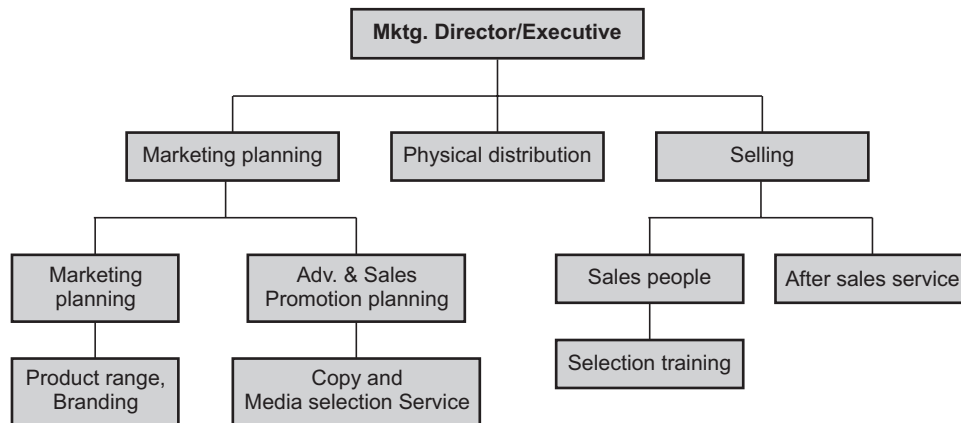 Mktg. Director/Executive
Marketing planning
Physical distribution
Selling
Marketing
planning
Adv. & Sales
Promotion planning
Sales people
After sales service
Product range,
Branding
Copy and
Media selection Service
Selection training